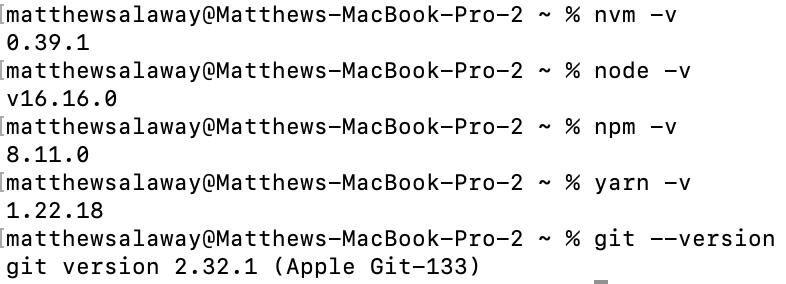 [matthewsalaway@Matthews-MacBook-Pro-2 ~ % nvm -v
0.39.1
[matthewsalaway@Matthews-MacBook-Pro-2 ~ % node -v
v16.16.0
[matthewsalaway@Matthews-MacBook-Pro-2 ~ % npm -v
8.11.0
[matthewsalaway@Matthews-MacBook-Pro-2 ~ % yarn -v
1.22.18
[matthewsalaway@Matthews-MacBook-Pro-2 ~ % git --version
git version 2.32.1 (Apple Git-133)